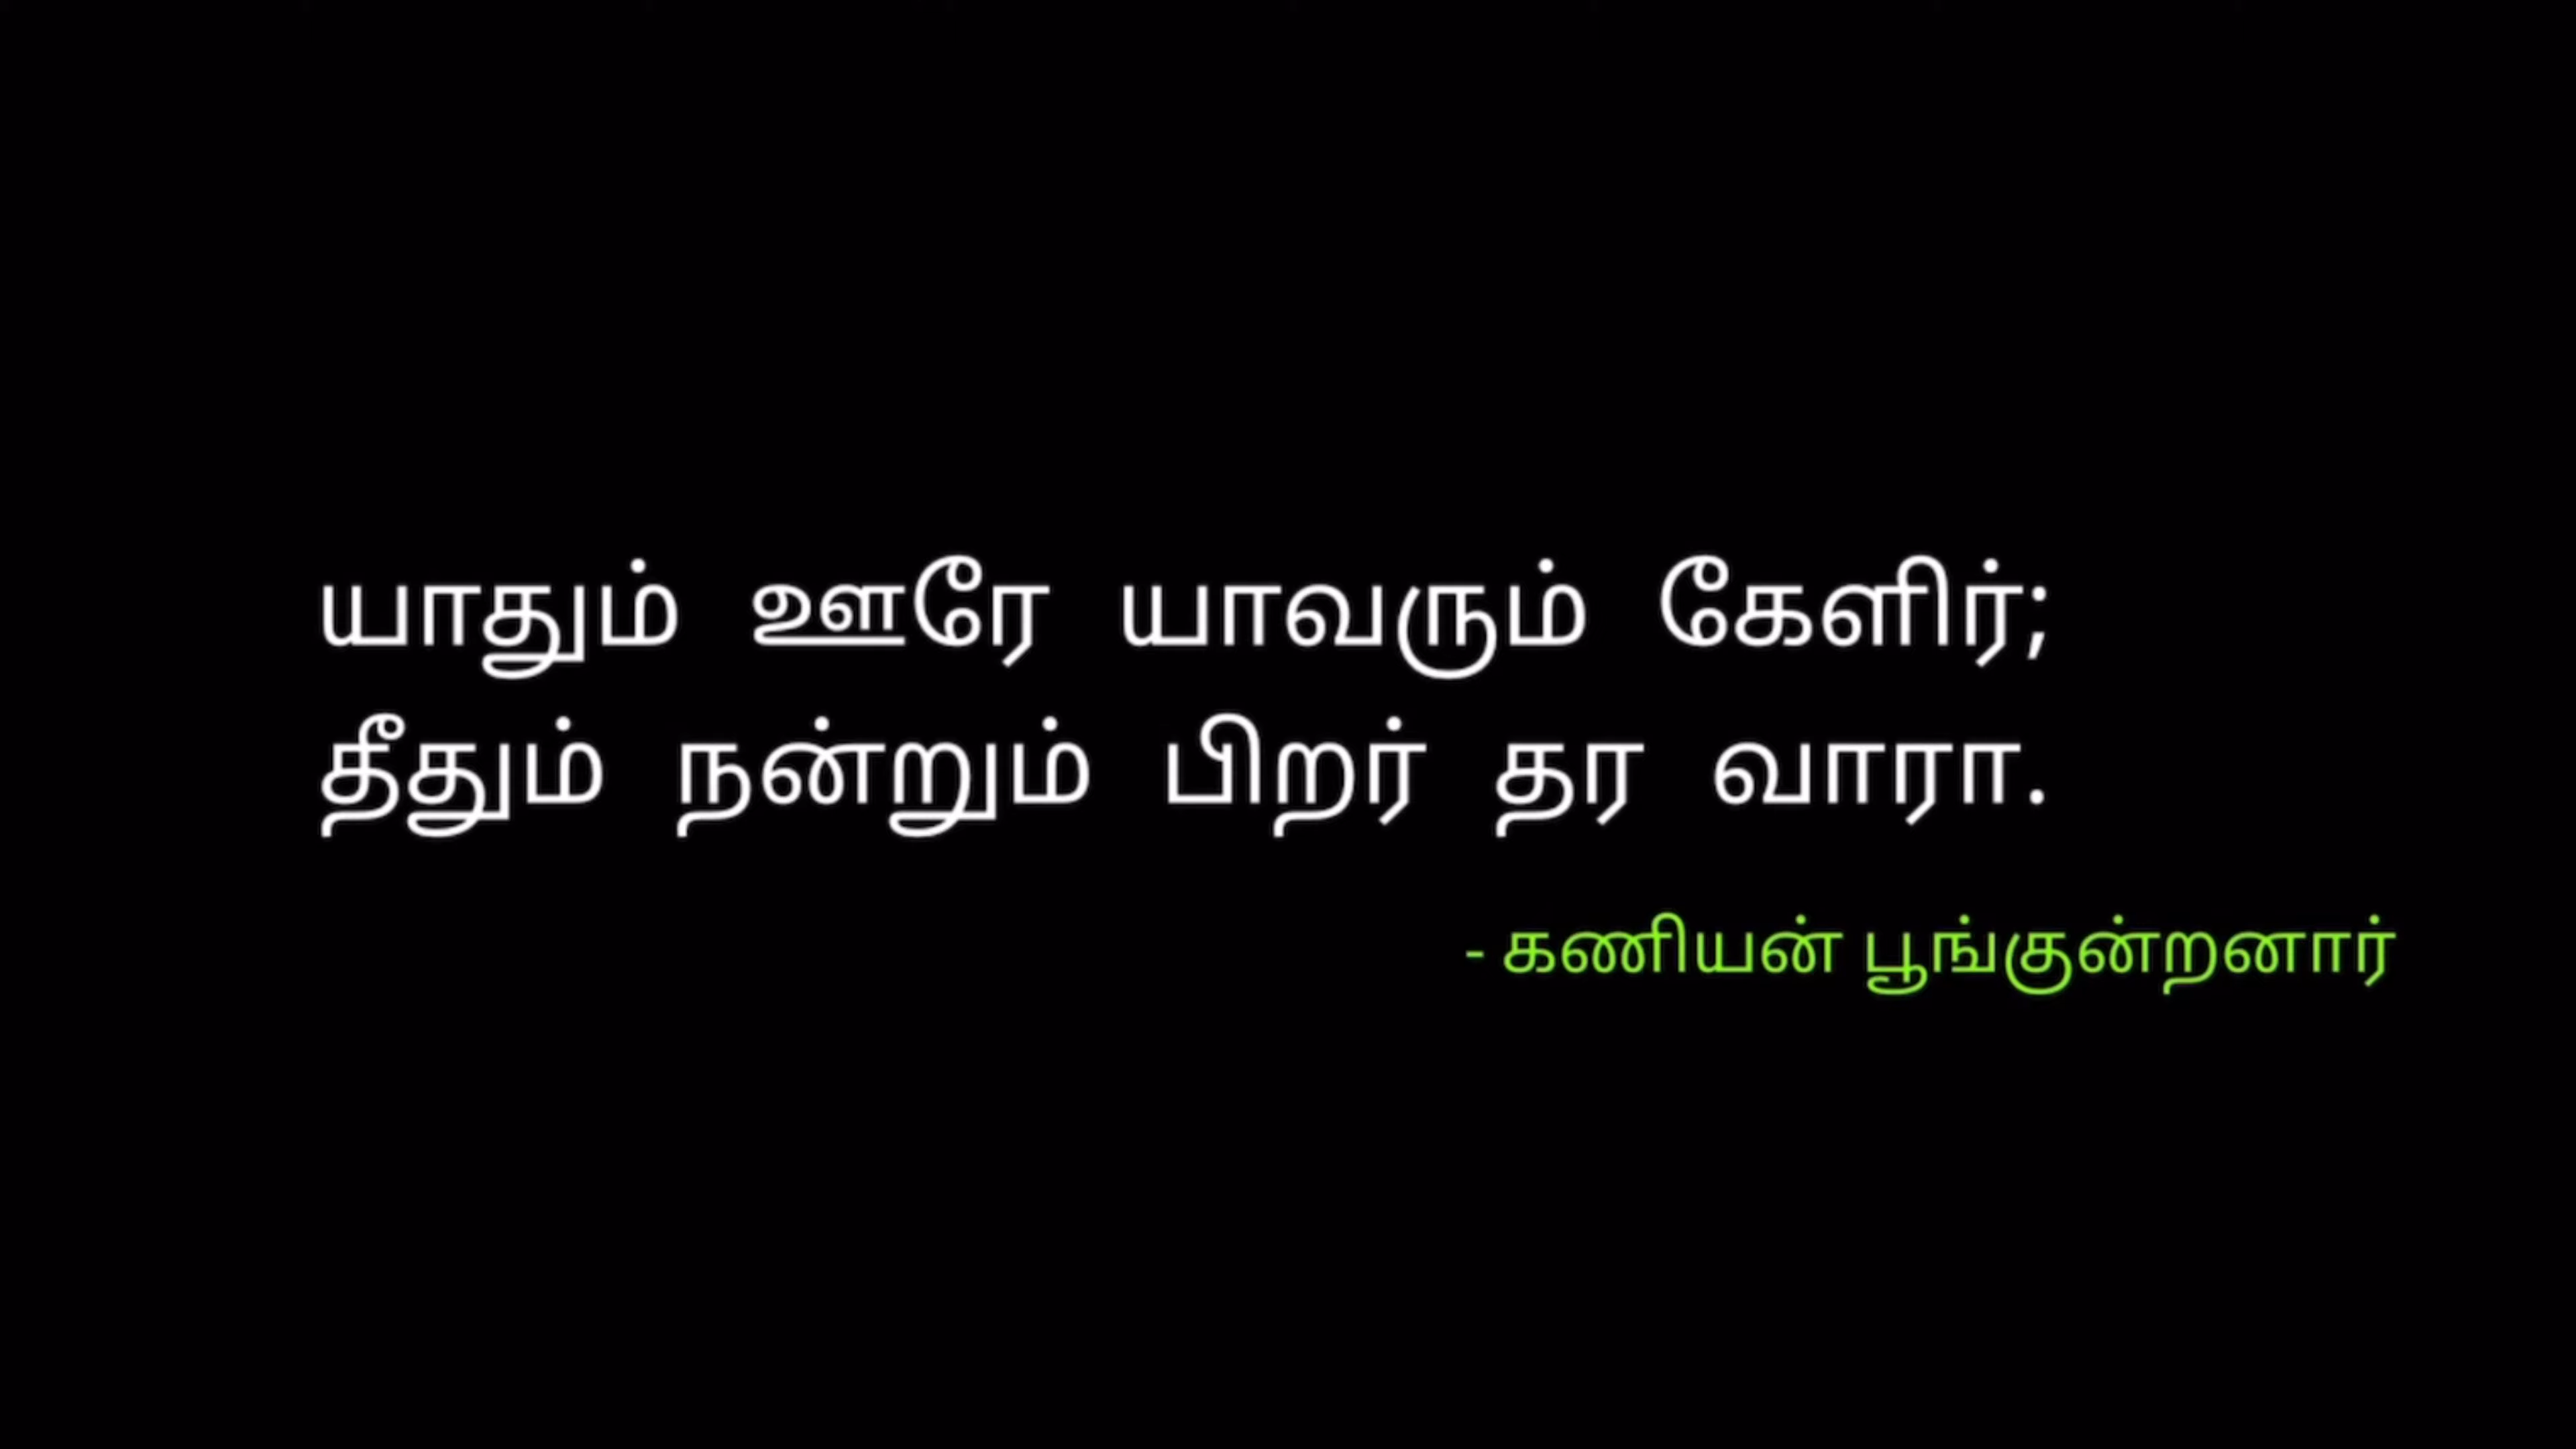 யாதும் ஊரே யாவரும் கேளிர்;
தீதும் நன்றும் பிறர் தர வாரா.
- கணியன் பூங்குன்றனார்